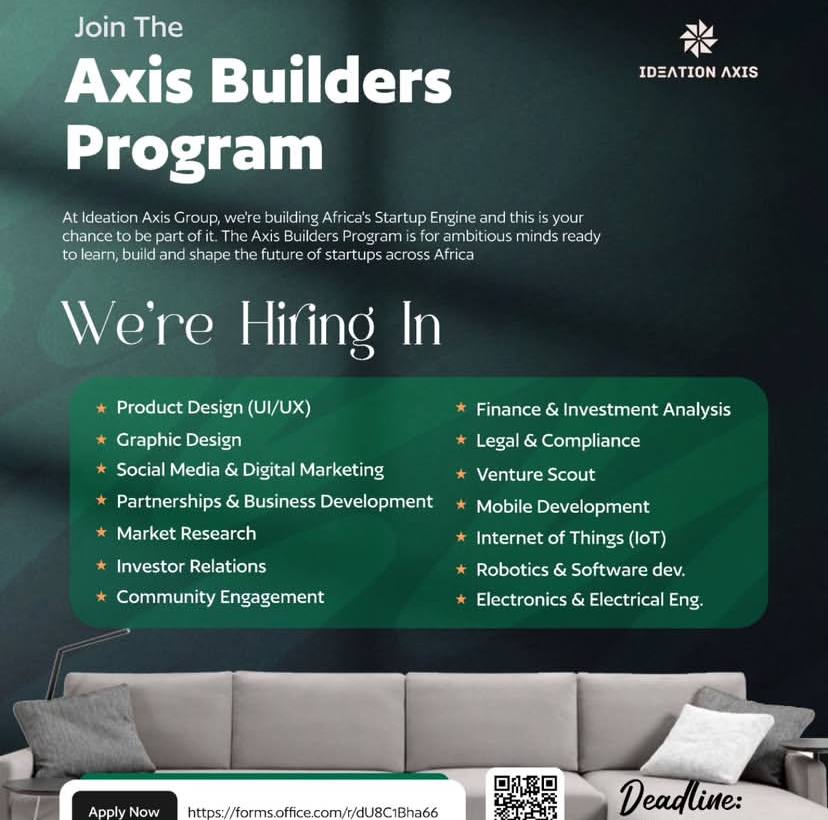 Join The
Axis Builders
Program
IDEATION AXIS
At Ideation Axis Group, we're building Africa's Startup Engine and this is your
chance to be part of it. The Axis Builders Program is for ambitious minds ready
to learn, build and shape the future of startups across Africa
We're Hiring In
Product Design (UI/UX)
Graphic Design
Social Media & Digital Marketing
Partnerships & Business Development
Market Research
Investor Relations
Community Engagement
Finance & Investment Analysis
Legal & Compliance
Venture Scout
Mobile Development
Internet of Things (IoT)
Robotics & Software dev.
Electronics & Electrical Eng.
Apply Now
https://forms.office.com/r/dU8C1Bha66
Deadline: